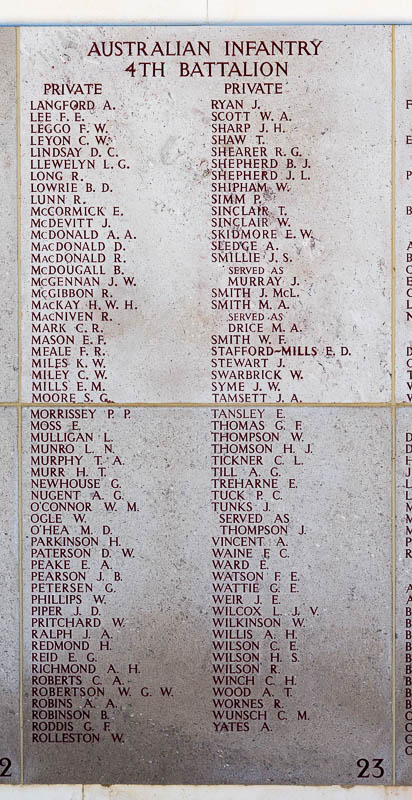 AUSTRALIAN INFANTRY
4TH BATTALION
PRIVATE
LANGFORD A.
LEE F. E.
LEGGO F. W.
LEYON C. W.
LINDSAY D. C.
LLEWELYN L. G.
LONG R.
LOWRIE B. D.
LUNN R.
McCORMICK E.
McDEVITT J.
McDONALD A. A.
MacDONALD D.
MacDONALD R.
McDOUGALL B.
McGENNAN J. W.
McGIBBON R.
MacKAY H. W. H.
MacNIVEN R.
MARK C. R.
MASON E. F.
MEALE F. R.
MILES K. W.
MILEY C. W.
MILLS E. M.
MOORE S. G.
MORRISSEY P. P.
MOSS E.
MULLIGAN L.
MUNRO L. N.
MURPHY T. A.
MURR H. T.
NEWHOUSE G.
NUGENT A. G.
O'CONNOR W. M.
OGLE W.
O'HEA M. D.
PARKINSON H.
PATERSON D. W.
PEAKE E. A.
PEARSON J. B.
PETERSEN G.
PHILLIPS W.
PIPER J. D.
PRITCHARD W.
RALPH J. A.
REDMOND H.
REID E. G.
RICHMOND A. H.
ROBERTS C. A.
ROBERTSON W. G. W.
ROBINS A. A.
ROBINSON B.
RODDIS G. F.
ROLLESTON W.
PRIVATE
RYAN J.
SCOTT W. A.
SHARP J. H.
SHAW T.
SHEARER R. G.
SHEPHERD B. J.
SHEPHERD J. L.
SHIPHAM W.
SIMM P.
SINCLAIR T.
SINCLAIR W.
SKIDMORE E. W.
SLEDGE A.
SMILLIE J. S.
SERVED AS
MURRAY J.
SMITH J. McL.
SMITH M. A.
SERVED AS
DRICE M. A.
SMITH W. F.
STAFFORD-MILLS E. D.
STEWART J.
SWARBRICK W.
SYME J. W.
TAMSETT J. A.
TANSLEY E.
THOMAS G. F.
THOMPSON W.
THOMSON H. J.
TICKNER C. L.
TILL A. G.
TREHARNE E.
TUCK P. C.
TUNKS J.
SERVED AS
THOMPSON J.
VINCENT A.
WAINE F. C.
WARD E.
WATSON F. E.
WATTIE G. E.
WEIR J. E.
WILCOX L. J. V.
WILKINSON W.
WILLIS A. H.
WILSON C. E.
WILSON H. S.
WILSON R.
WINCH C. H.
WOOD A. T.
WORNES R.
WUNSCH C. M.
YATES A.
23